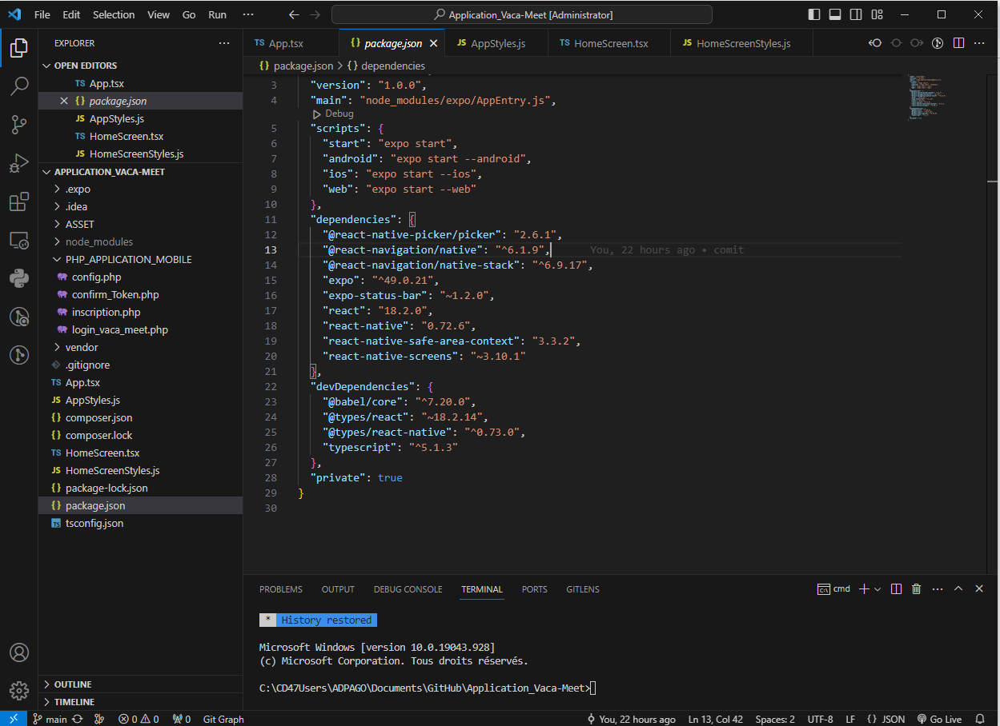 File Edit Selection View Go Run ··· Application_Vaca-Meet [Administrator]
EXPLORER ···
OPEN EDITORS
TS App.tsx
{} package.json
JS AppStyles.js
TS HomeScreen.tsx
JS HomeScreenStyles.js
APPLICATION_VACA-MEET
.expo
.idea
ASSET
node_modules
PHP_APPLICATION_MOBILE
config.php
confirm_Token.php
inscription.php
login_vaca_meet.php
vendor
.gitignore
TS App.tsx
JS AppStyles.js
{} composer.json
{} composer.lock
TS HomeScreen.tsx
JS HomeScreenStyles.js
{} package-lock.json
{} package.json
TS tsconfig.json
OUTLINE
TIMELINE
TS App.tsx {} package.json JS AppStyles.js TS HomeScreen.tsx JS HomeScreenStyles.js
{} package.json > {} dependencies
3 "version": "1.0.0",
4 "main": "node_modules/expo/AppEntry.js",
Debug
5 "scripts": {
6 "start": "expo start",
7 "android": "expo start --android",
8 "ios": "expo start --ios",
9 "web": "expo start --web"
10 },
11 "dependencies": {
12 "@react-native-picker/picker": "2.6.1",
13 "@react-navigation/native": "^6.1.9", You, 22 hours ago • comit
14 "@react-navigation/native-stack": "^6.9.17",
15 "expo": "^49.0.21",
16 "expo-status-bar": "~1.2.0",
17 "react": "18.2.0",
18 "react-native": "0.72.6",
19 "react-native-safe-area-context": "3.3.2",
20 "react-native-screens": "~3.10.1"
21 },
22 "devDependencies": {
23 "@babel/core": "^7.20.0",
24 "@types/react": "~18.2.14",
25 "@types/react-native": "^0.73.0",
26 "typescript": "^5.1.3"
27 },
28 "private": true
29 }
30
PROBLEMS OUTPUT DEBUG CONSOLE TERMINAL PORTS GITLENS cmd
* History restored
Microsoft Windows [version 10.0.19043.928]
(c) Microsoft Corporation. Tous droits réservés.
C:\CD47Users\ADPAGO\Documents\GitHub\Application_Vaca-Meet>
main 0 0 0 Git Graph You, 22 hours ago Ln 13, Col 42 Spaces: 2 UTF-8 LF {} JSON Go Live